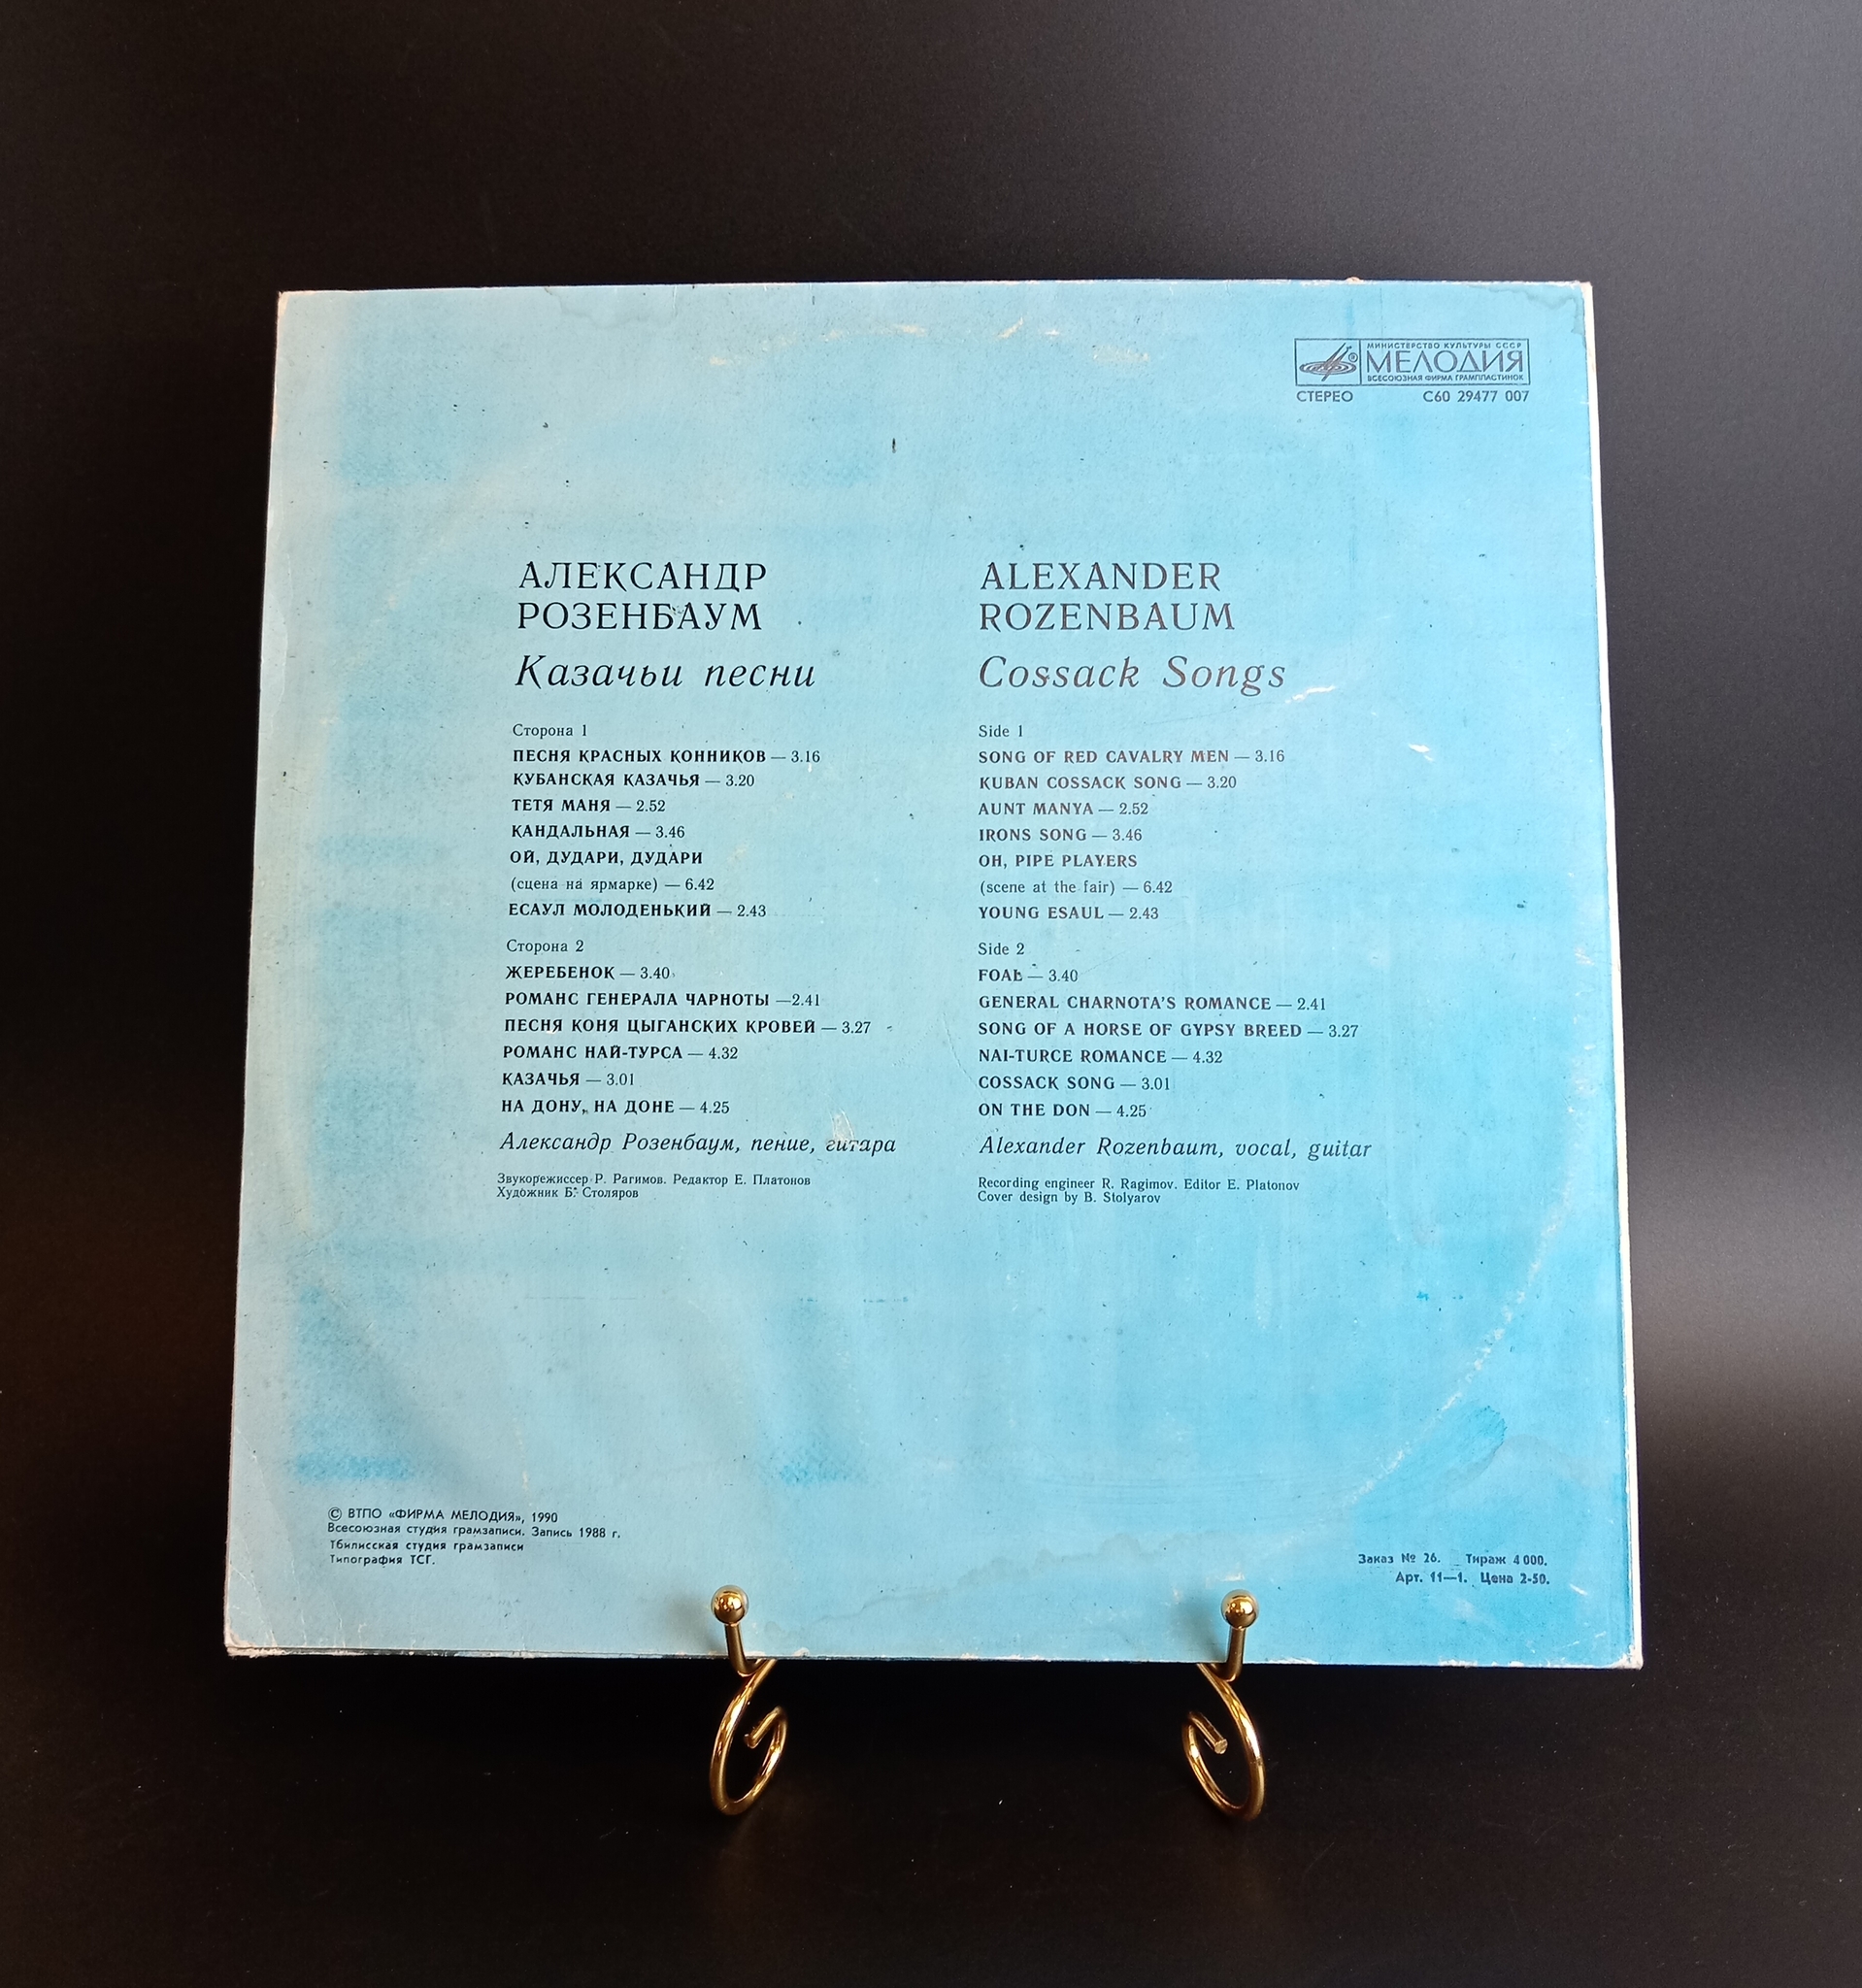 МИНИСТЕРСТВО КУЛЬТУРЫ СССР
МЕЛОДИЯ
ВСЕСОЮЗНАЯ ФИРМА ГРАМПЛАСТИНОК
СТЕРЕО С60 29477 007
АЛЕКСАНДР
РОЗЕНБАУМ
Казачьи песни
Сторона 1
ПЕСНЯ КРАСНЫХ КОННИКОВ — 3.16
КУБАНСКАЯ КАЗАЧЬЯ — 3.20
ТЕТЯ МАНЯ — 2.52
КАНДАЛЬНАЯ — 3.46
ОЙ, ДУДАРИ, ДУДАРИ
(сцена на ярмарке) — 6.42
ЕСАУЛ МОЛОДЕНЬКИЙ — 2.43
Сторона 2
ЖЕРЕБЕНОК — 3.40
РОМАНС ГЕНЕРАЛА ЧАРНОТЫ —2.41
ПЕСНЯ КОНЯ ЦЫГАНСКИХ КРОВЕЙ — 3.27
РОМАНС НАЙ-ТУРСА — 4.32
КАЗАЧЬЯ — 3.01
НА ДОНУ, НА ДОНЕ — 4.25
Александр Розенбаум, пение, гитара
Звукорежиссер Р. Рагимов. Редактор Е. Платонов
Художник Б. Столяров
ALEXANDER
ROZENBAUM
Cossack Songs
Side 1
SONG OF RED CAVALRY MEN — 3.16
KUBAN COSSACK SONG — 3.20
AUNT MANYA — 2.52
IRONS SONG — 3.46
OH, PIPE PLAYERS
(scene at the fair) — 6.42
YOUNG ESAUL — 2.43
Side 2
FOAL — 3.40
GENERAL CHARNOTA'S ROMANCE — 2.41
SONG OF A HORSE OF GYPSY BREED — 3.27
NAI-TURCE ROMANCE — 4.32
COSSACK SONG — 3.01
ON THE DON — 4.25
Alexander Rozenbaum, vocal, guitar
Recording engineer R. Ragimov. Editor E. Platonov
Cover design by B. Stolyarov
© ВТПО «ФИРМА МЕЛОДИЯ», 1990
Всесоюзная студия грамзаписи. Запись 1988 г.
Тбилисская студия грамзаписи
Типография ТСГ.
Заказ № 26. Тираж 4 000.
Арт. 11—1. Цена 2-50.